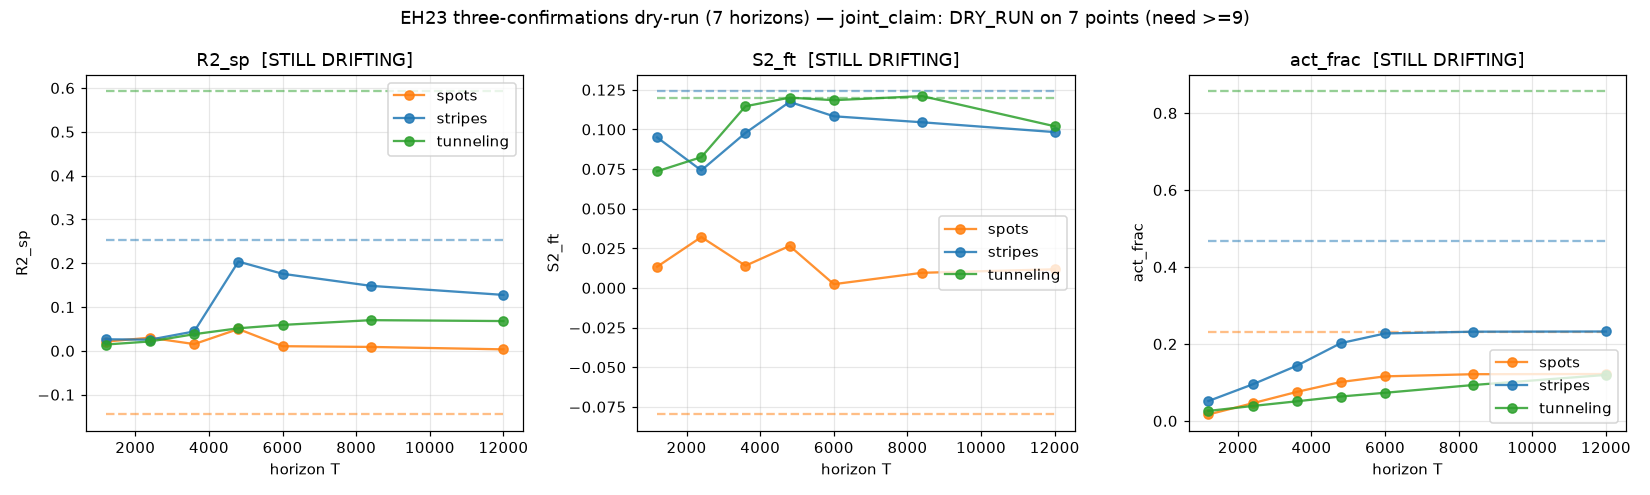 EH23 three-confirmations dry-run (7 horizons) — joint_claim: DRY_RUN on 7 points (need >=9)
R2_sp [STILL DRIFTING]
0.6
0.5
0.4
0.3
0.2
0.1
0.0
−0.1
R2_sp
spots
stripes
tunneling
2000 4000 6000 8000 10000 12000
horizon T
S2_ft [STILL DRIFTING]
0.125
0.100
0.075
0.050
0.025
0.000
−0.025
−0.050
−0.075
S2_ft
spots
stripes
tunneling
2000 4000 6000 8000 10000 12000
horizon T
act_frac [STILL DRIFTING]
0.8
0.6
0.4
0.2
0.0
act_frac
spots
stripes
tunneling
2000 4000 6000 8000 10000 12000
horizon T